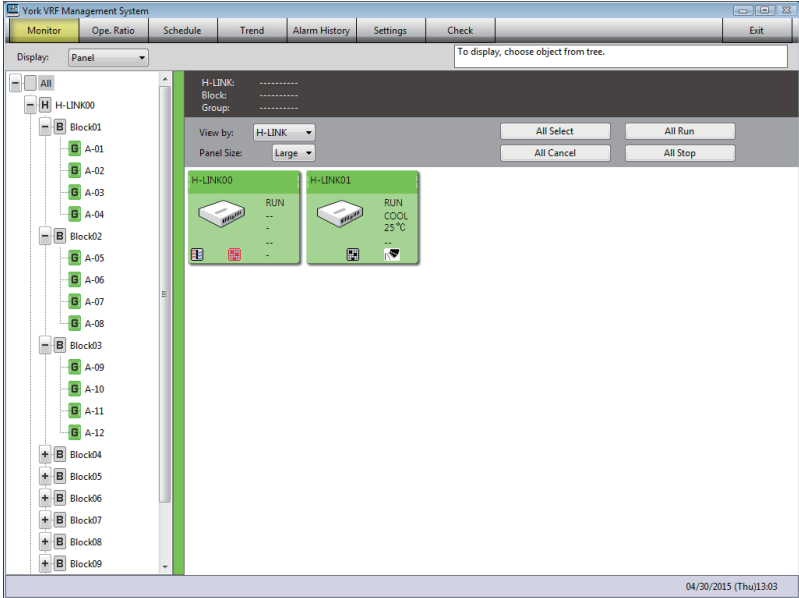 York VRF Management System
Monitor Ope. Ratio Schedule Trend Alarm History Settings Check Exit
Display: Panel
To display, choose object from tree.
All
H H-LINK00
B Block01
G A-01
G A-02
G A-03
G A-04
B Block02
G A-05
G A-06
G A-07
G A-08
B Block03
G A-09
G A-10
G A-11
G A-12
B Block04
B Block05
B Block06
B Block07
B Block08
B Block09
H-LINK: ----------
Block: ----------
Group: ----------
View by: H-LINK
Panel Size: Large
All Select All Run
All Cancel All Stop
H-LINK00
RUN
--
-
--
-
H-LINK01
RUN
COOL
25°C
--
04/30/2015 (Thu)13:03